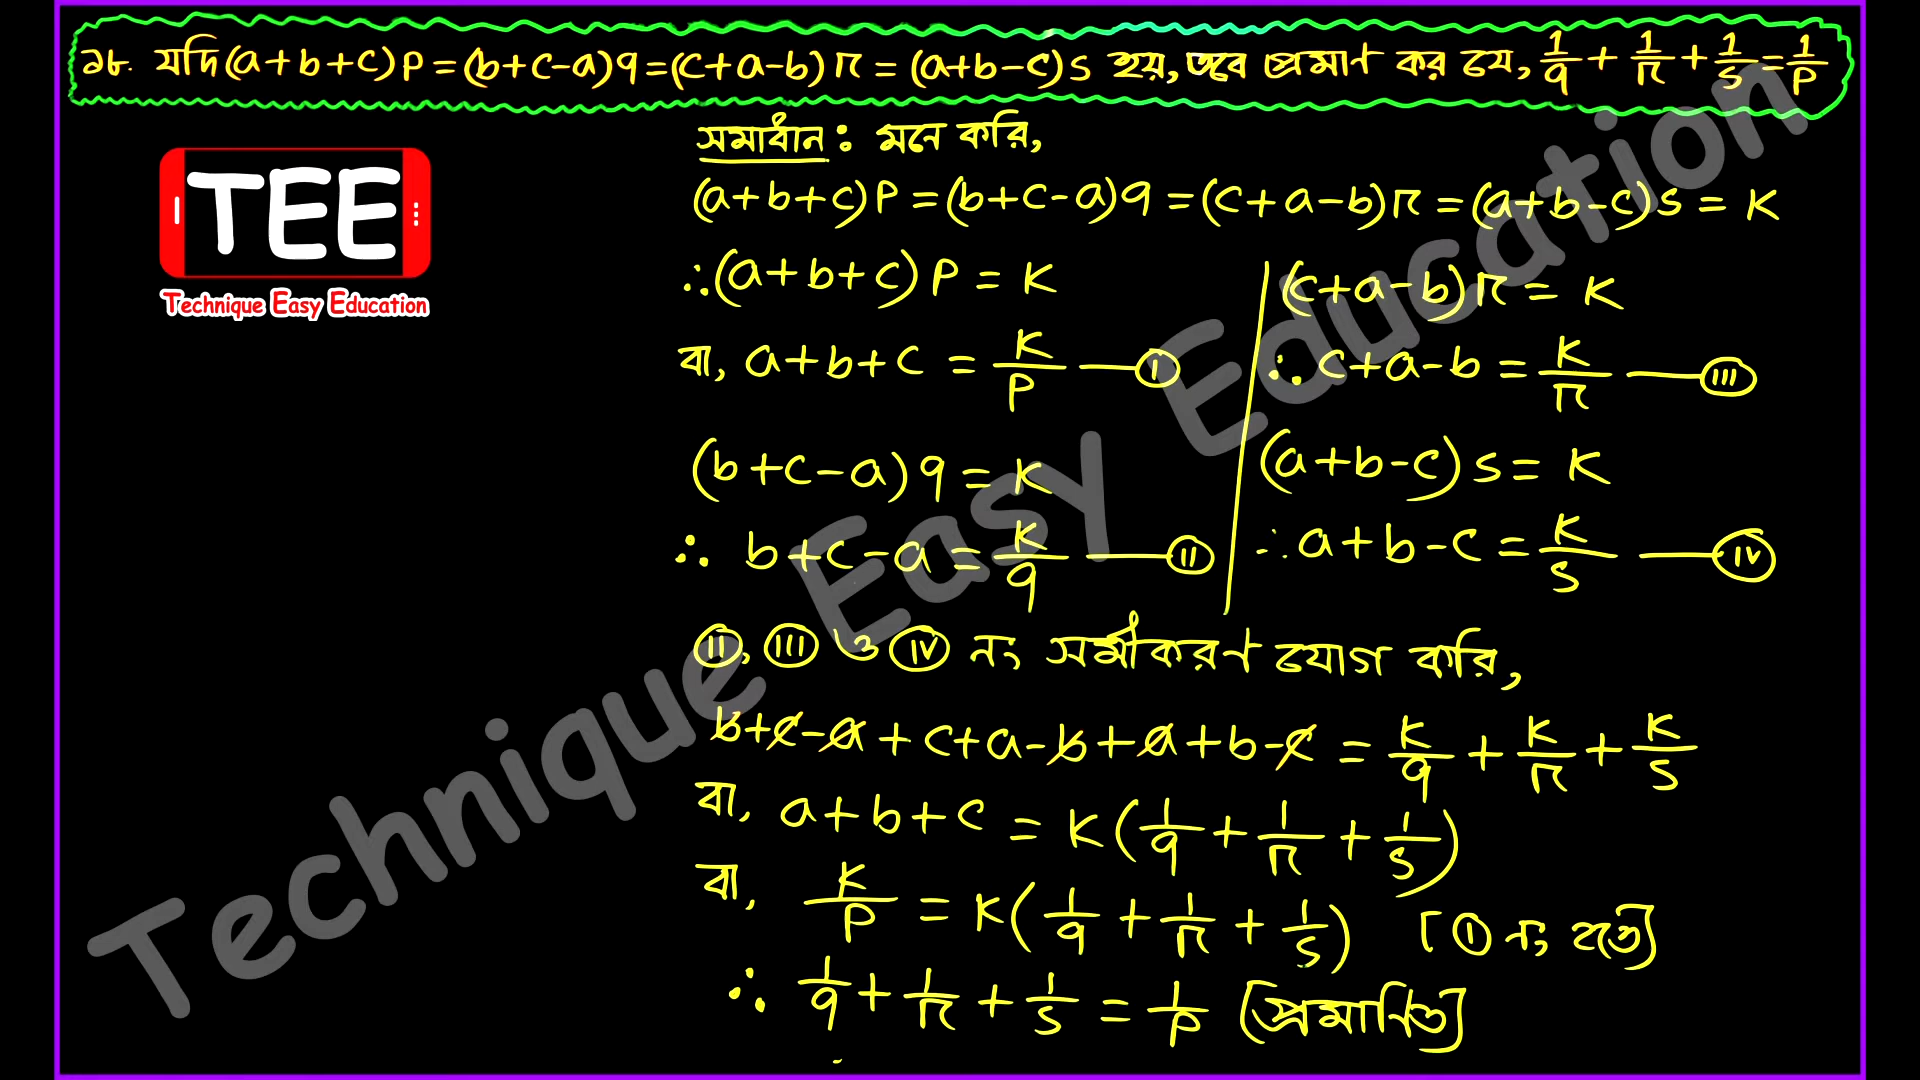 ১৮. যদি (a+b+c)p = (b+c-a)q = (c+a-b)r = (a+b-c)s হয়, তবে প্রমাণ কর যে, 1/q + 1/r + 1/s = 1/p
TEE
Technique Easy Education
সমাধান : মনে করি,
(a+b+c)p = (b+c-a)q = (c+a-b)r = (a+b-c)s = K
∴ (a+b+c)p = K
বা, a+b+c = K/p —— (i)
(b+c-a)q = K
∴ b+c-a = K/q —— (ii)
(c+a-b)r = K
∴ c+a-b = K/r —— (iii)
(a+b-c)s = K
∴ a+b-c = K/s —— (iv)
(ii), (iii) ও (iv) নং সমীকরণ যোগ করি,
b+c-a+c+a-b+a+b-c = K/q + K/r + K/s
বা, a+b+c = K(1/q + 1/r + 1/s)
বা, K/p = K(1/q + 1/r + 1/s) [(i) নং হতে]
∴ 1/q + 1/r + 1/s = 1/p [প্রমাণিত]
Technique Easy Education